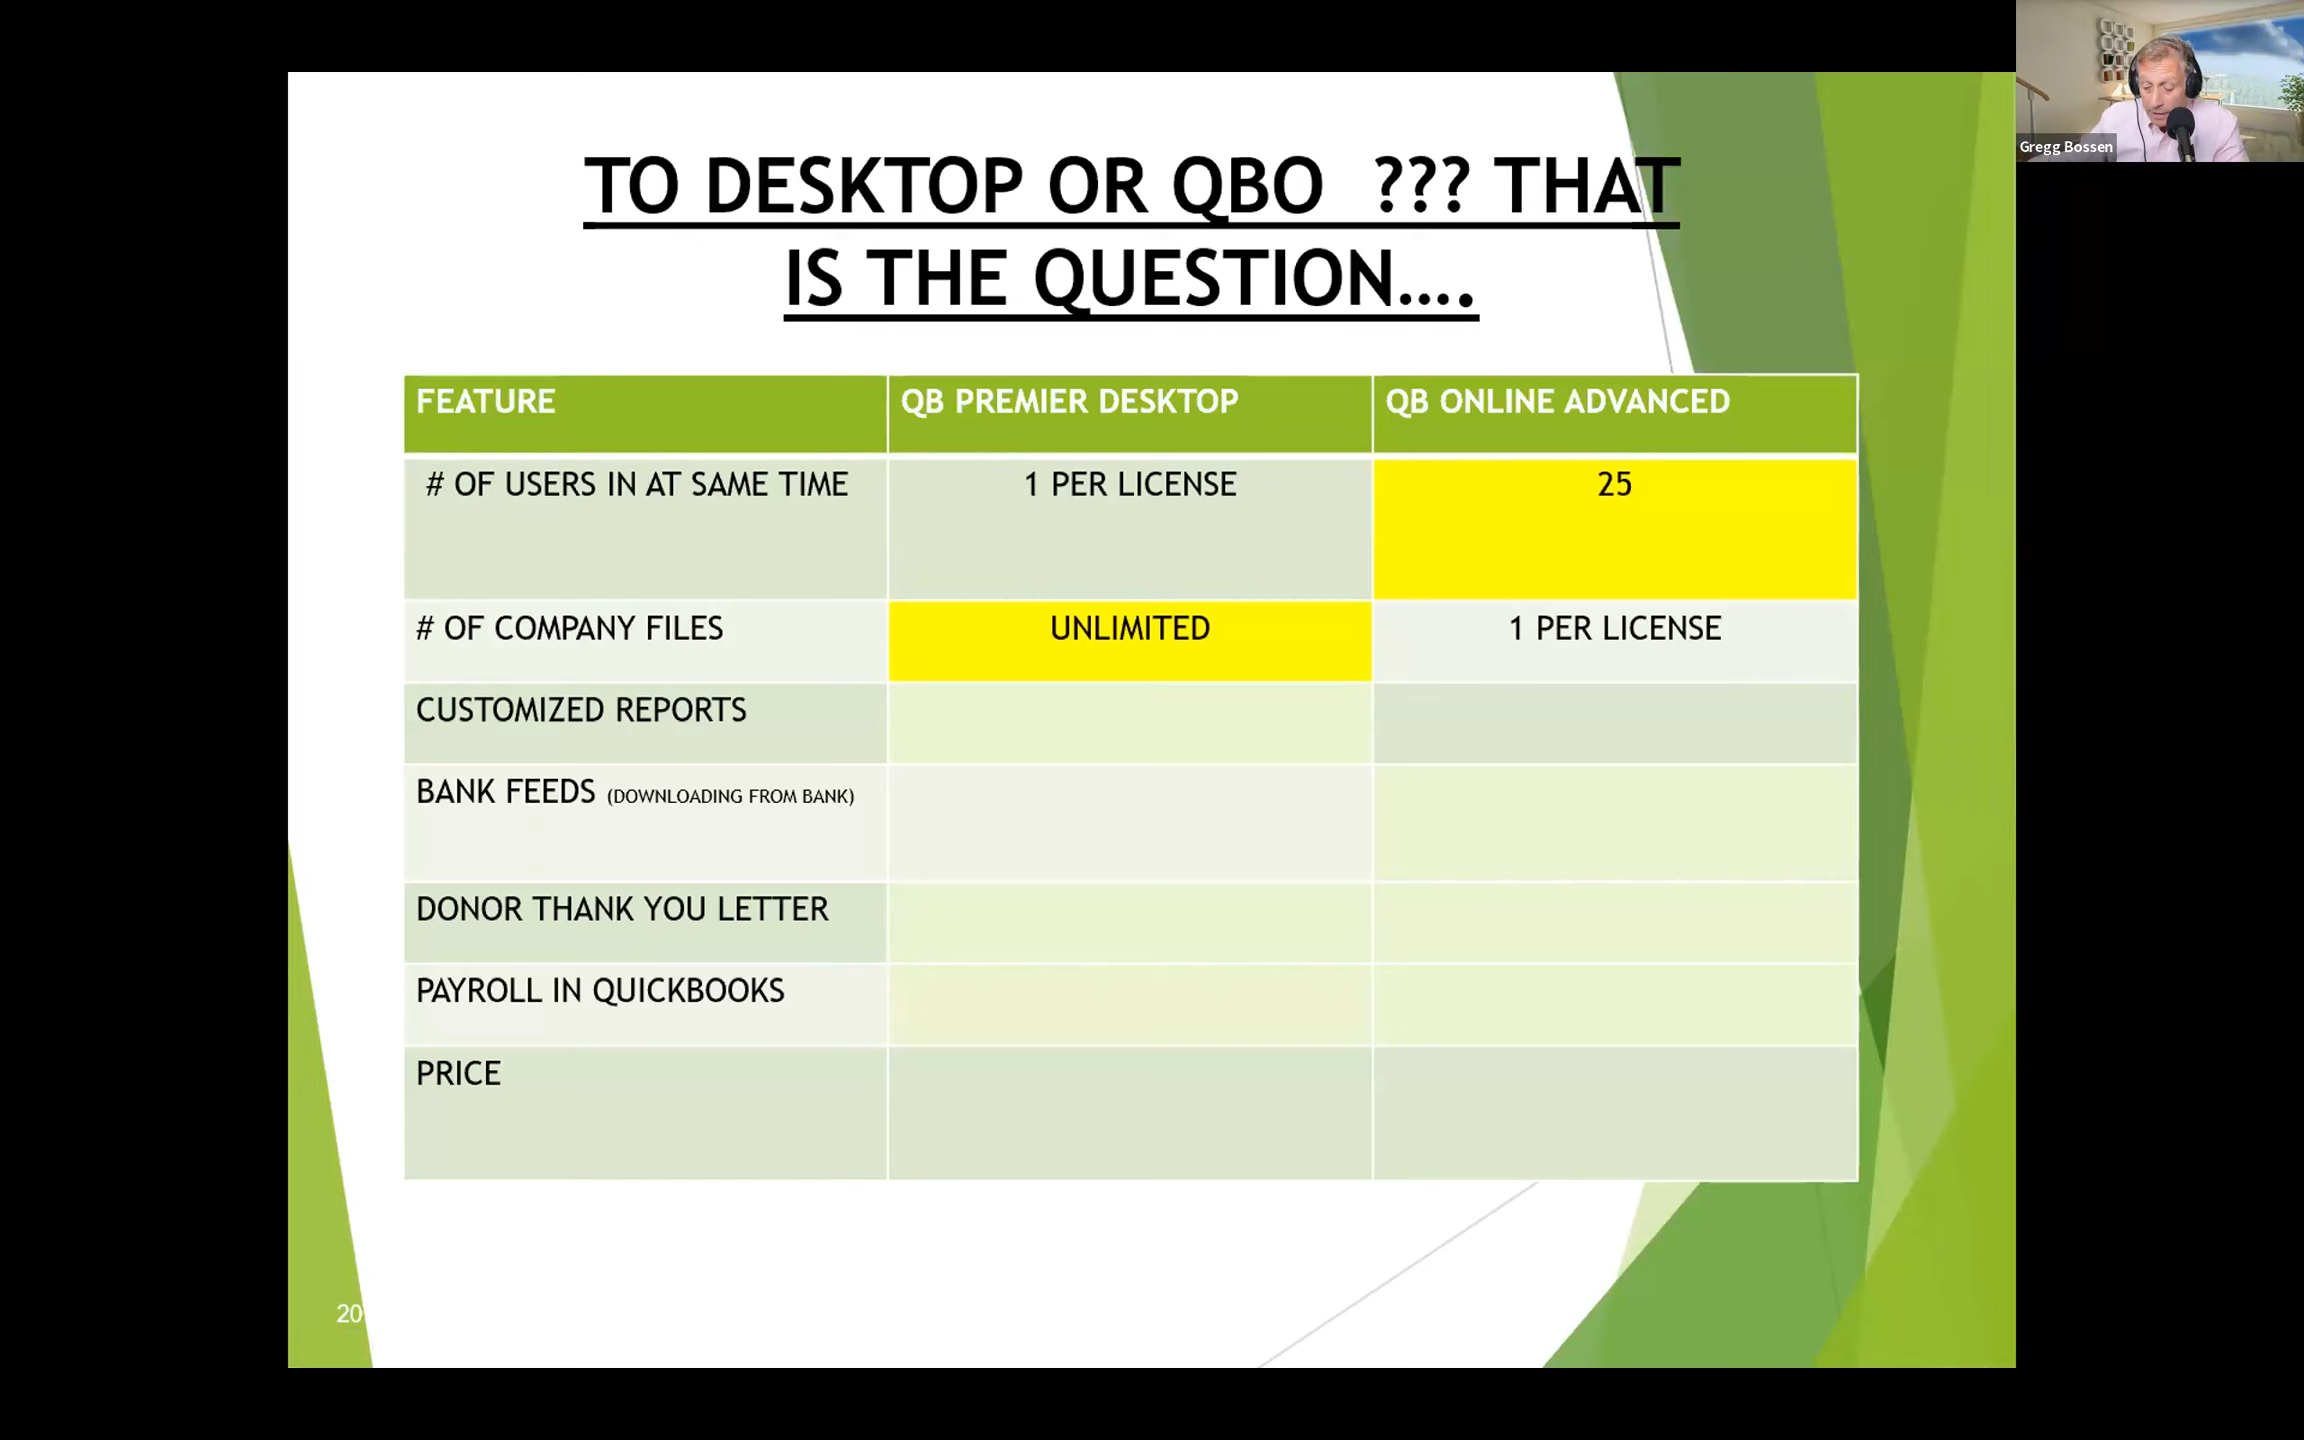 Gregg Bossen
TO DESKTOP OR QBO ??? THAT
IS THE QUESTION....
FEATURE QB PREMIER DESKTOP QB ONLINE ADVANCED
# OF USERS IN AT SAME TIME 1 PER LICENSE 25
# OF COMPANY FILES UNLIMITED 1 PER LICENSE
CUSTOMIZED REPORTS
BANK FEEDS (DOWNLOADING FROM BANK)
DONOR THANK YOU LETTER
PAYROLL IN QUICKBOOKS
PRICE
20